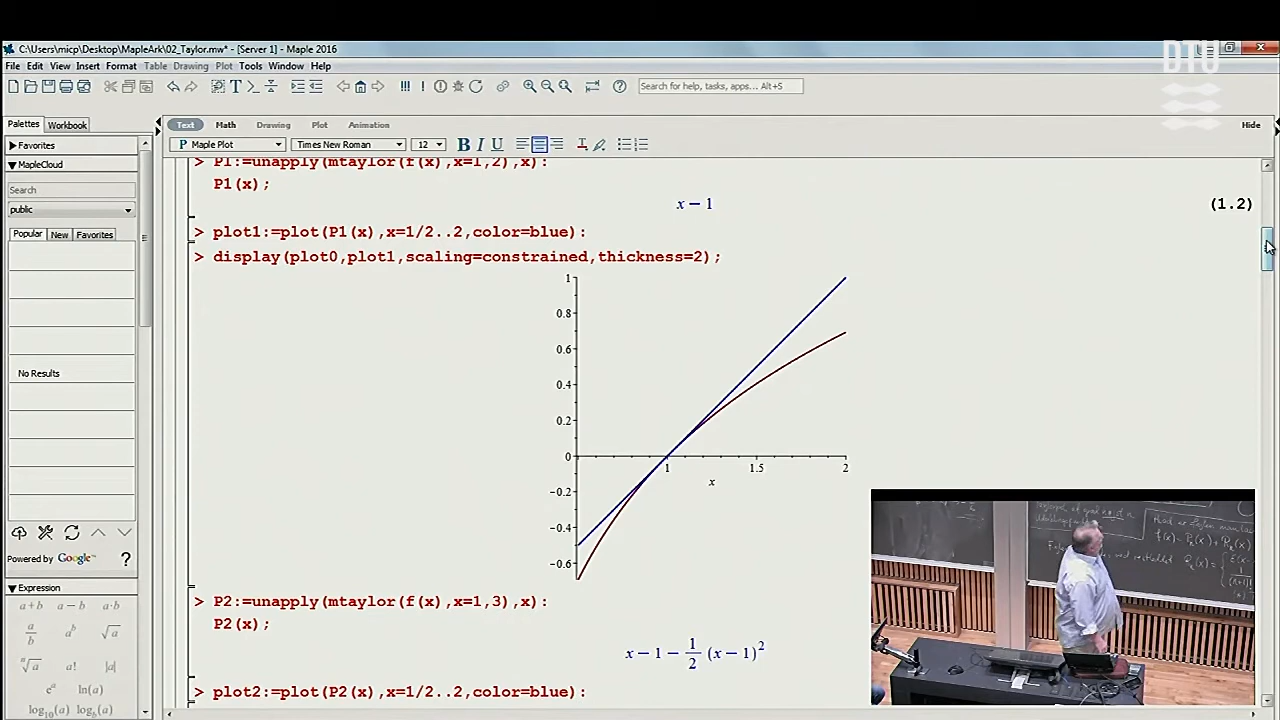 C:\Users\micp\Desktop\MapleArk\02_Taylor.mw* - [Server 1] - Maple 2016
DTU
File Edit View Insert Format Table Drawing Plot Tools Window Help
Search for help, tasks, apps... Alt+S
Palettes Workbook
Text Math Drawing Plot Animation
Hide
Favorites
P Maple Plot Times New Roman 12 B I U
MapleCloud
Search
public
Popular New Favorites
No Results
Powered by Google™ ?
Expression
a+b a−b a·b
a/b a^b √a
ⁿ√a a! |a|
e^a ln(a)
log₁₀(a) log_b(a)
> P1:=unapply(mtaylor(f(x),x=1,2),x):
P1(x);
x − 1
(1.2)
> plot1:=plot(P1(x),x=1/2..2,color=blue):
> display(plot0,plot1,scaling=constrained,thickness=2);
1
0.8
0.6
0.4
0.2
0
−0.2
−0.4
−0.6
1 1.5 2
x
> P2:=unapply(mtaylor(f(x),x=1,3),x):
P2(x);
x − 1 − 1/2 (x − 1)²
> plot2:=plot(P2(x),x=1/2..2,color=blue):